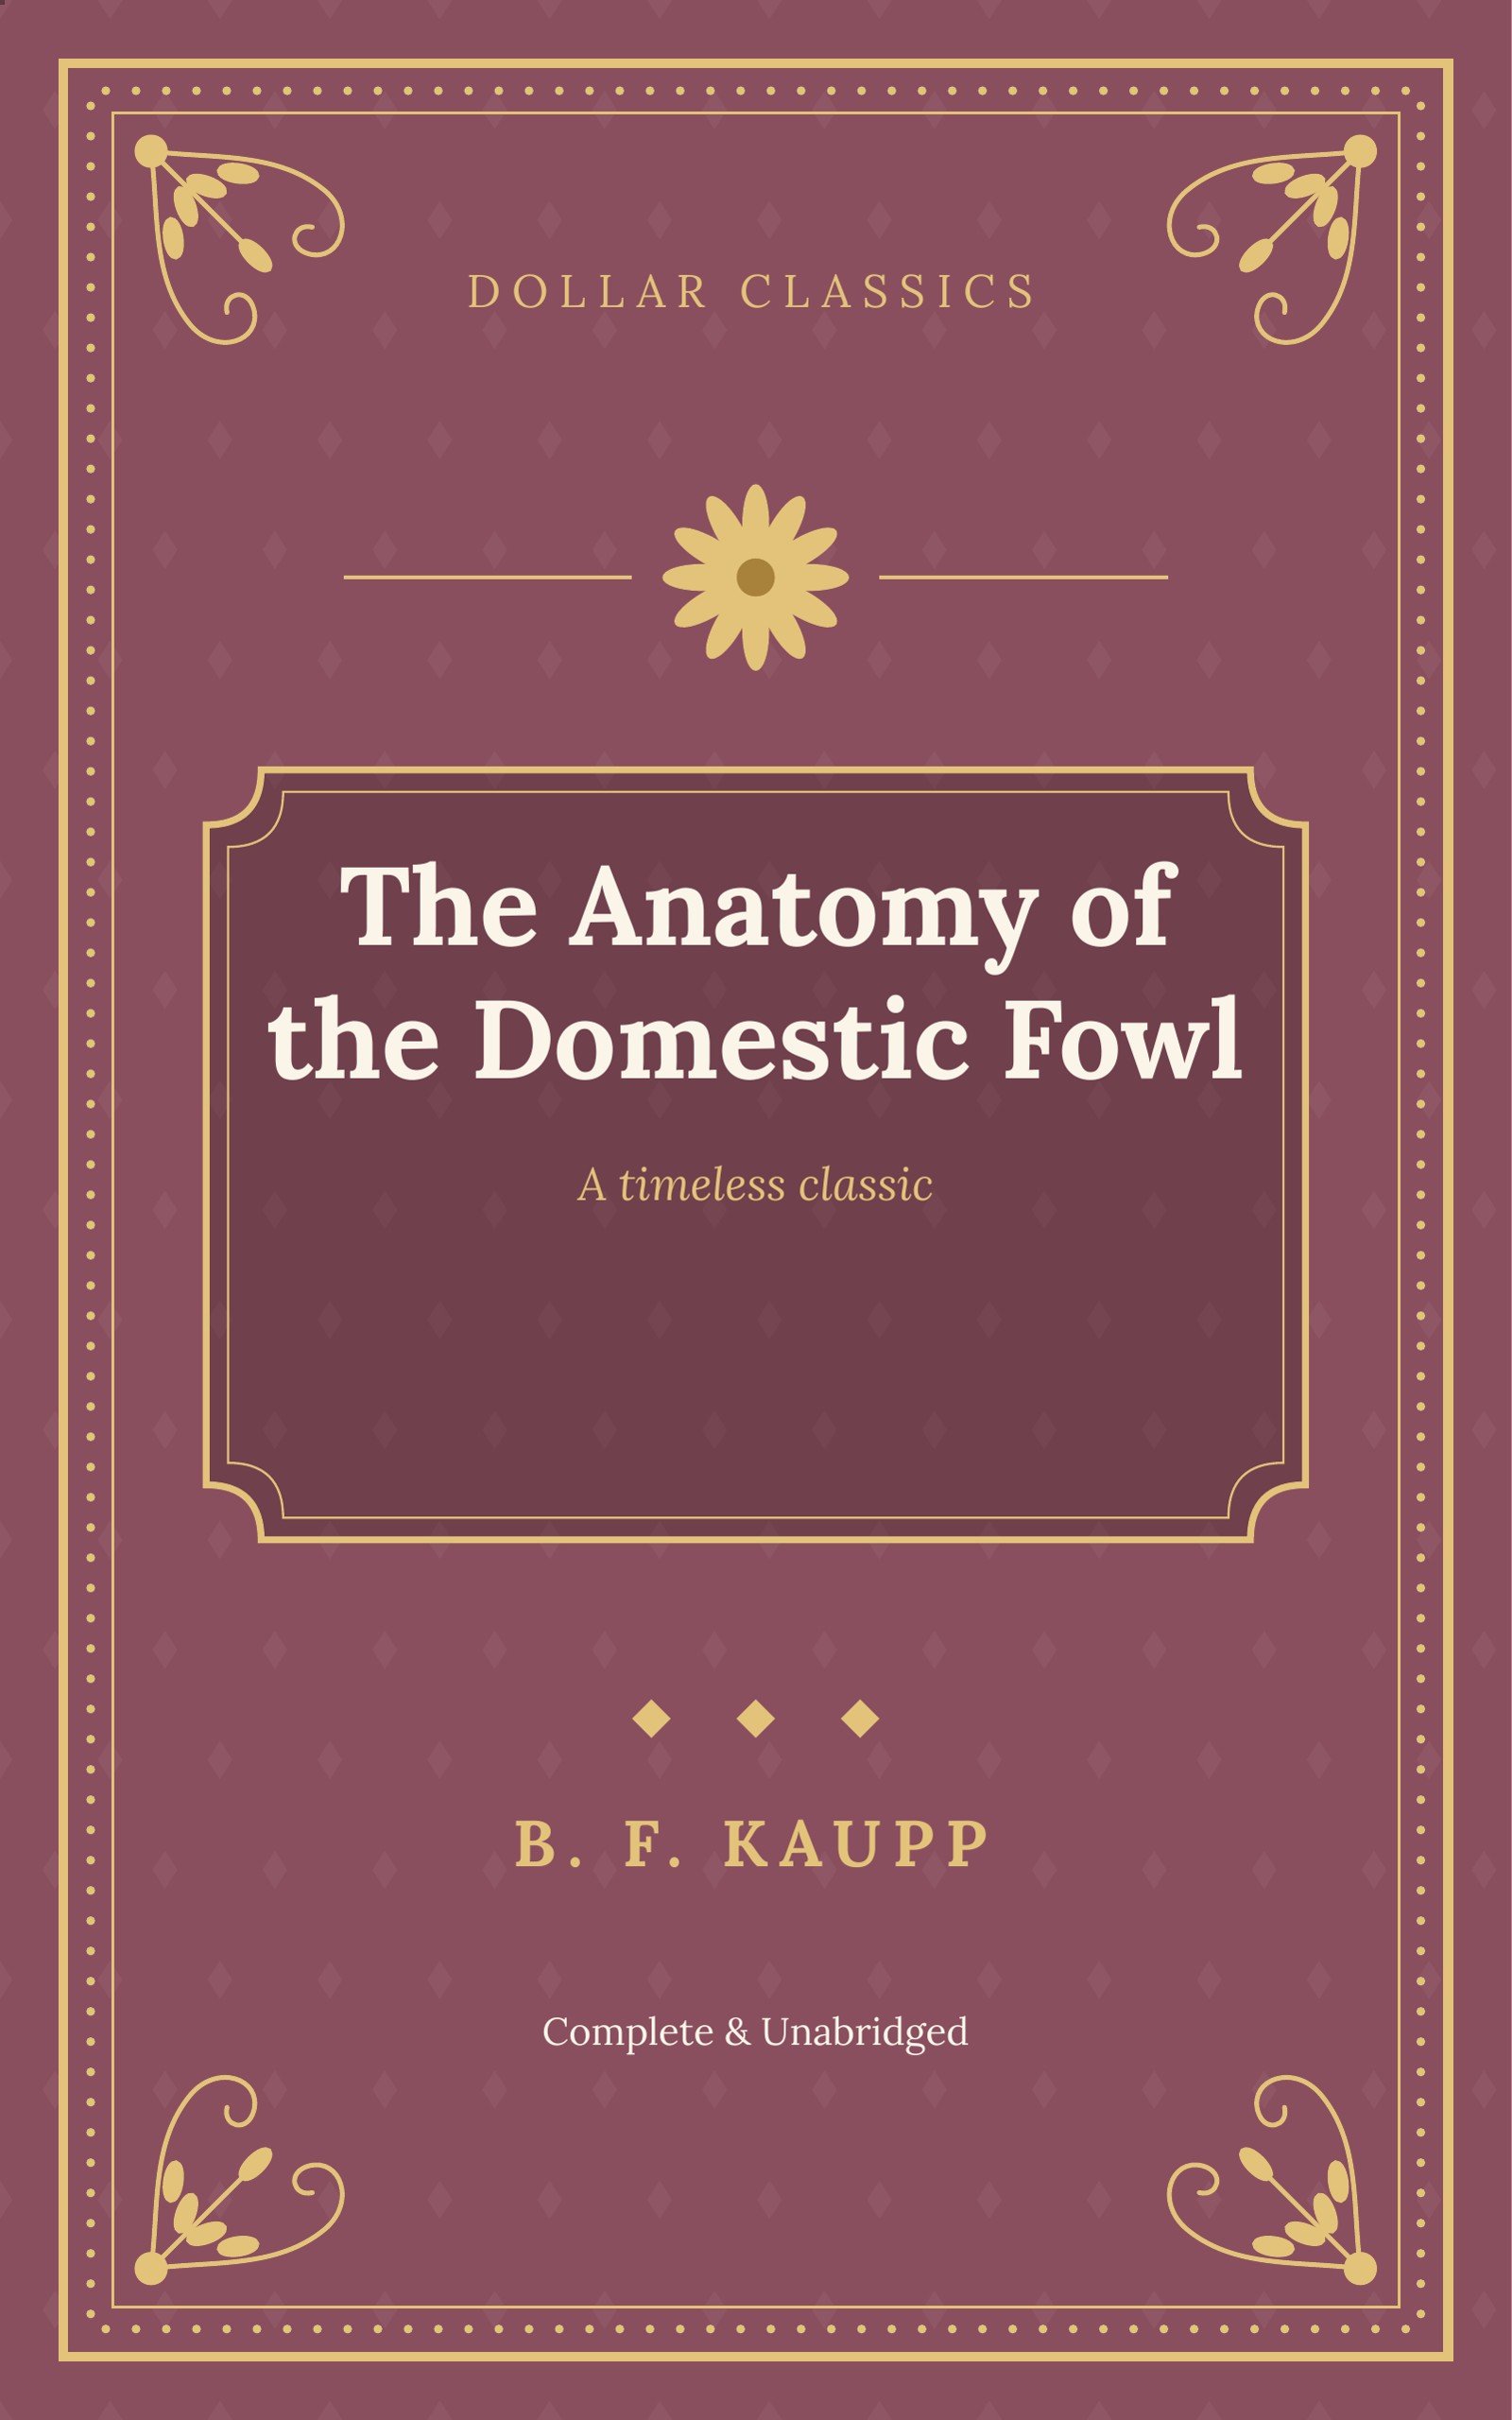 DOLLAR CLASSICS
The Anatomy of
the Domestic Fowl
A timeless classic
B. F. KAUPP
Complete & Unabridged